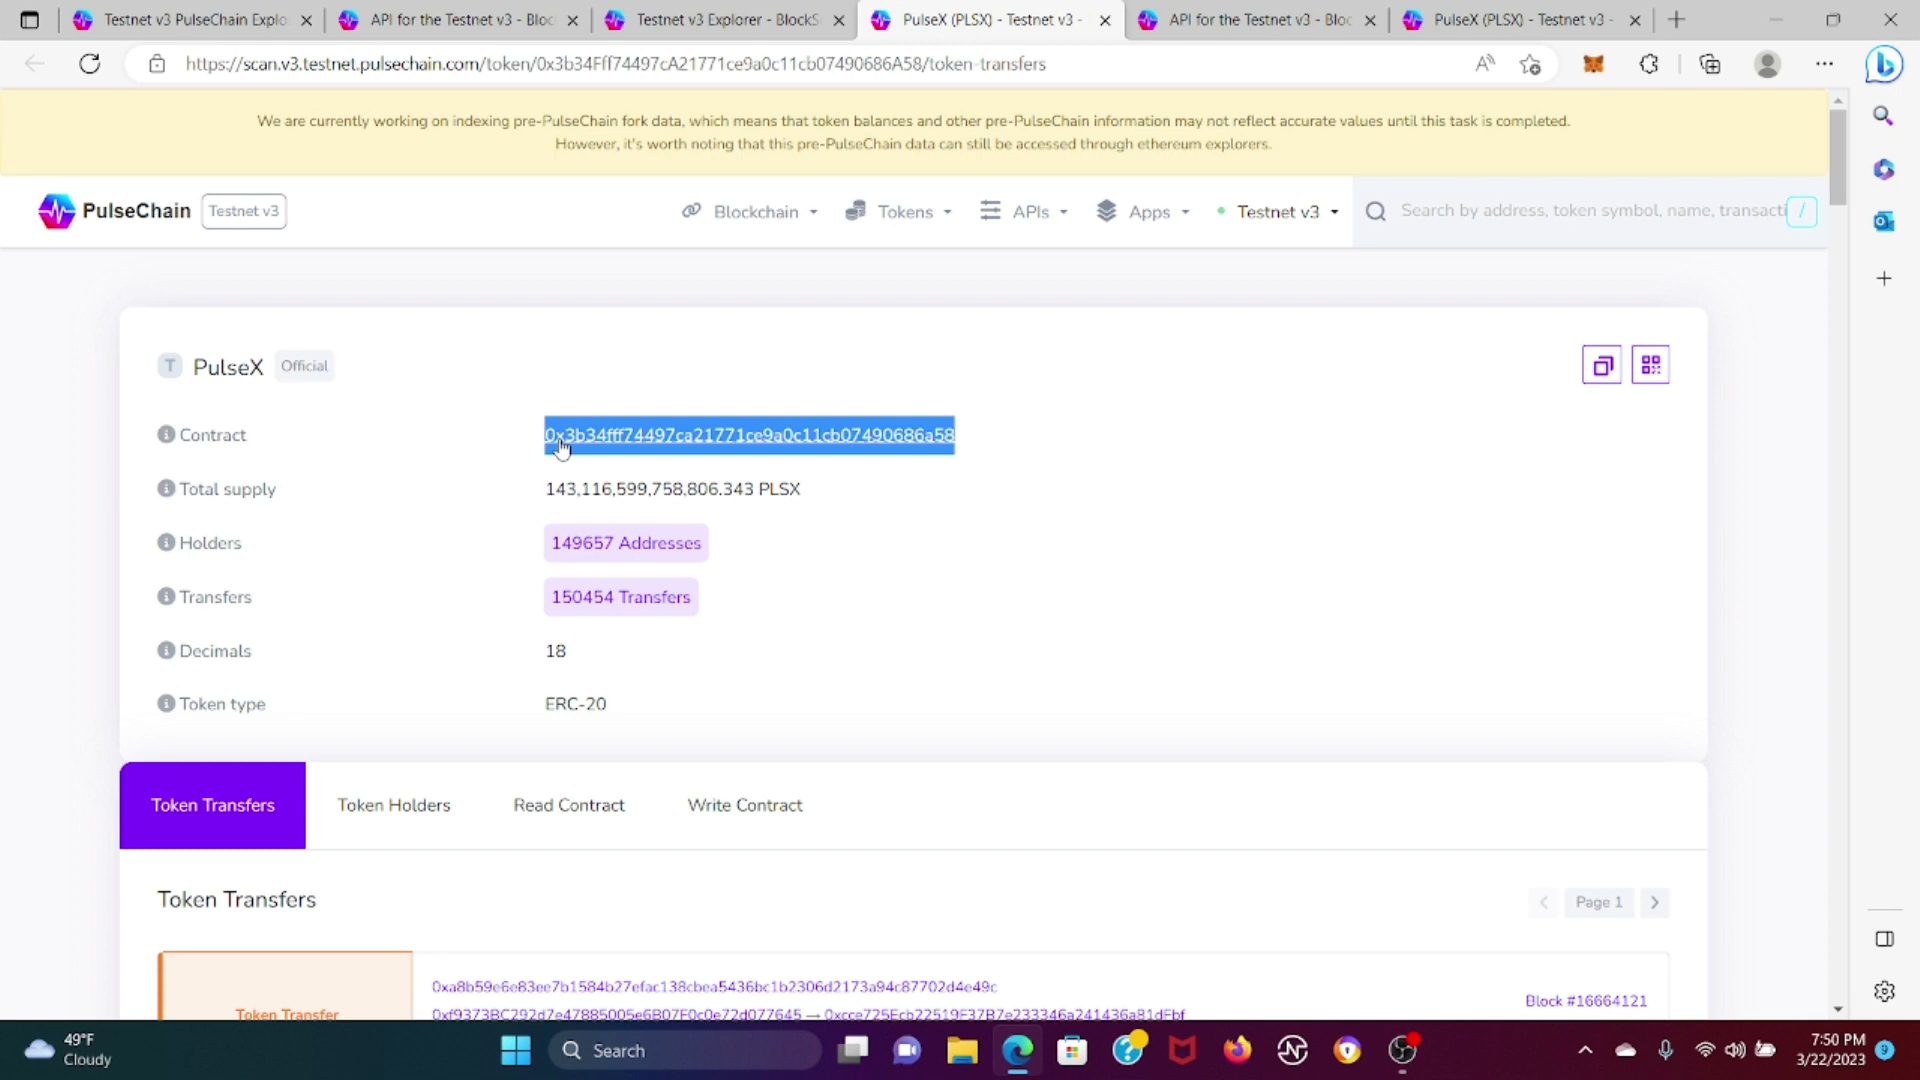 Testnet v3 PulseChain Explo
API for the Testnet v3 - Bloc
Testnet v3 Explorer - BlockS
PulseX (PLSX) - Testnet v3 -
API for the Testnet v3 - Bloc
PulseX (PLSX) - Testnet v3 -
https://scan.v3.testnet.pulsechain.com/token/0x3b34Fff74497cA21771ce9a0c11cb07490686A58/token-transfers
We are currently working on indexing pre-PulseChain fork data, which means that token balances and other pre-PulseChain information may not reflect accurate values until this task is completed.
However, it's worth noting that this pre-PulseChain data can still be accessed through ethereum explorers.
PulseChain Testnet v3
Blockchain
Tokens
APIs
Apps
Testnet v3
Search by address, token symbol, name, transacti /
T PulseX Official
Contract 0x3b34fff74497ca21771ce9a0c11cb07490686a58
Total supply 143,116,599,758,806.343 PLSX
Holders 149657 Addresses
Transfers 150454 Transfers
Decimals 18
Token type ERC-20
Token Transfers
Token Holders
Read Contract
Write Contract
Token Transfers
Page 1
0xa8b59e6e83ee7b1584b27efac138cbea5436bc1b2306d2173a94c87702d4e49c
Block #16664121
Token Transfer
0xf9373BC292d7e47885005e6B07F0c0e72d077645 → 0xcce725Ecb22519F37B7e233346a241436a81dFbf
49°F
Cloudy
Search
7:50 PM
3/22/2023
9